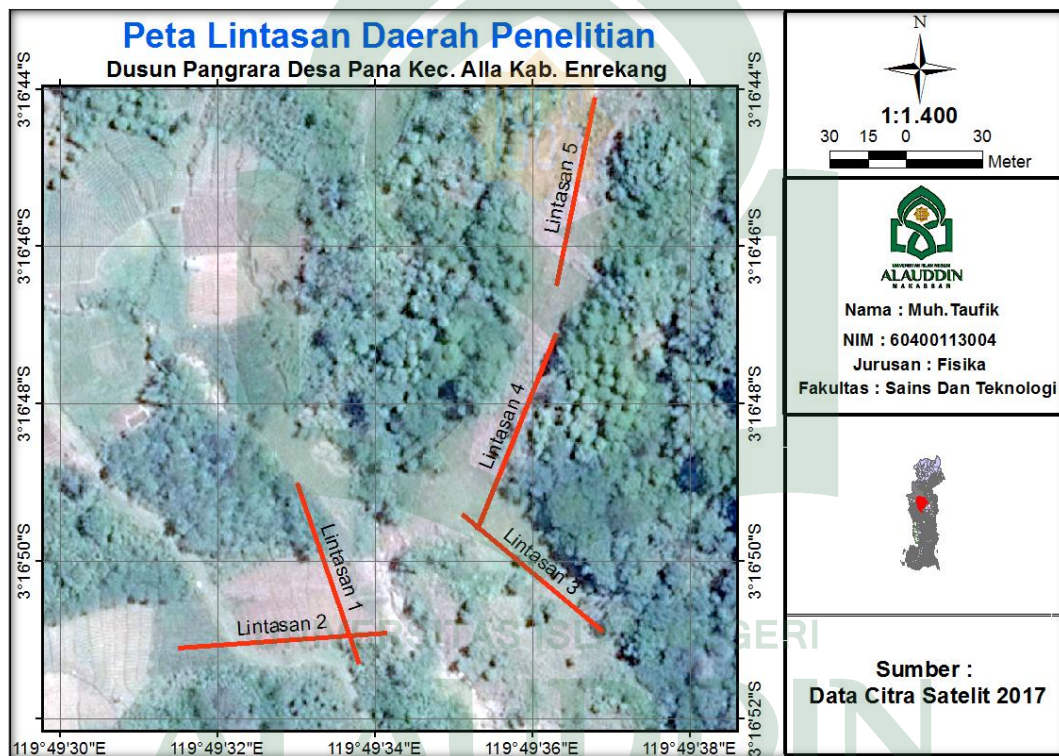 Peta Lintasan Daerah Penelitian
Dusun Pangrara Desa Pana Kec. Alla Kab. Enrekang
3°16'44"S
3°16'46"S
3°16'48"S
3°16'50"S
3°16'52"S
3°16'44"S
3°16'46"S
3°16'48"S
3°16'50"S
3°16'52"S
119°49'30"E 119°49'32"E 119°49'34"E 119°49'36"E 119°49'38"E
Lintasan 5
Lintasan 4
Lintasan 3
Lintasan 1
Lintasan 2
N
1:1.400
30 15 0 30
Meter
UNIVERSITAS ISLAM NEGERI
ALAUDDIN
MAKASSAR
Nama : Muh.Taufik
NIM : 60400113004
Jurusan : Fisika
Fakultas : Sains Dan Teknologi
Sumber :
Data Citra Satelit 2017